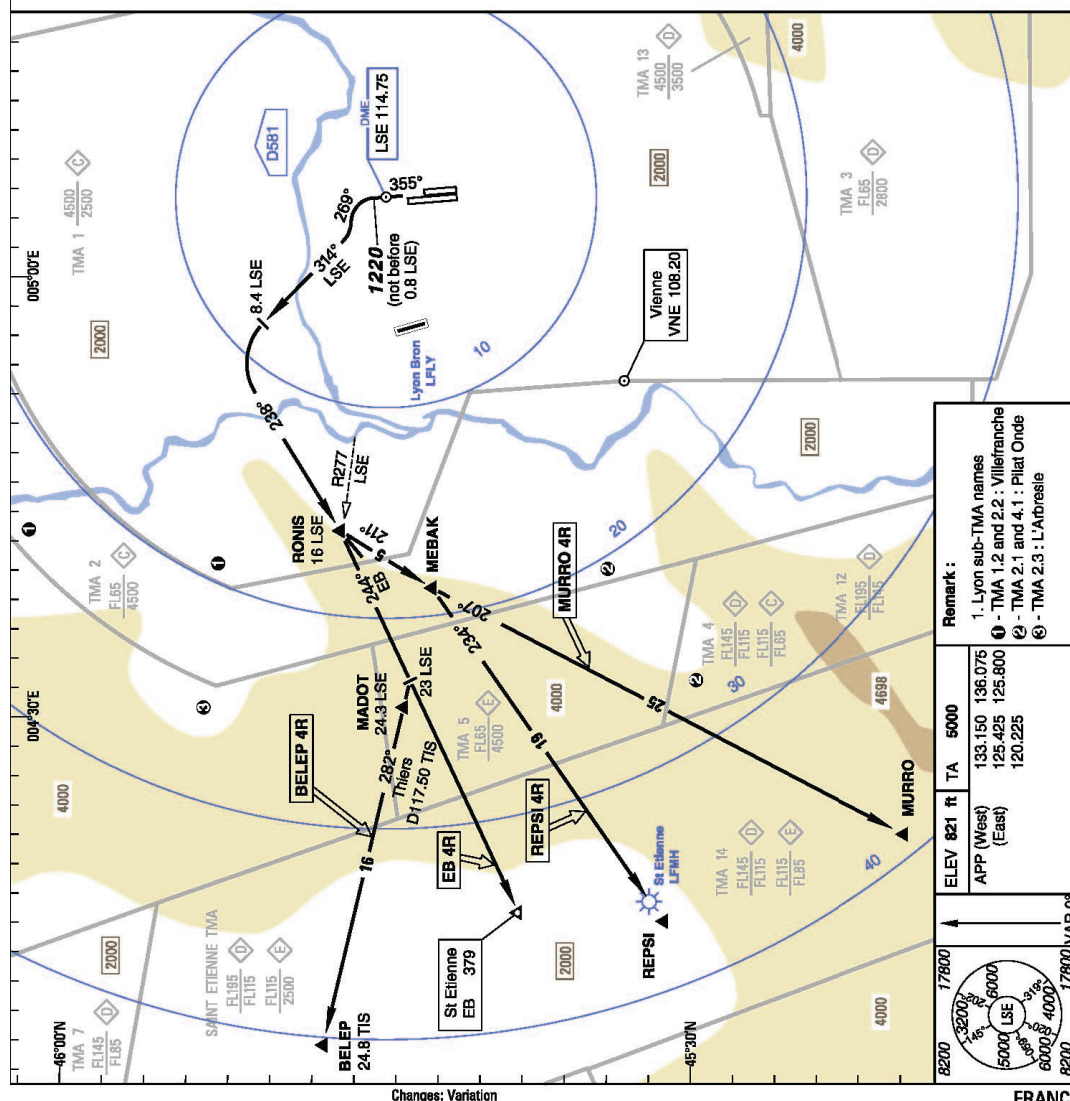 TMA 1
4500
2500
C
005°00'E
2000
D581
DME
LSE 114.75
355°
269°
314°
LSE
8.4 LSE
1220
(not before
0.8 LSE)
Lyon Bron
LFLY
10
TMA 13
4500
3500
D
4000
2000
TMA 3
FL65
2800
D
Vienne
VNE 108.20
238°
R277
LSE
RONIS
16 LSE
5
211°
244°
EB
MEBAK
20
1
1
TMA 2
FL65
4500
C
2000
MURRO 4R
2
207°
234°
TMA 12
FL195
FL115
D
TMA 4
FL145
FL115
D
FL115
FL65
C
2
30
3
004°30'E
MADOT
24.3 LSE
23 LSE
TMA 5
FL65
4500
E
4000
25
19
4698
BELEP 4R
282°
Thiers
D117.50 TIS
16
EB 4R
REPSI 4R
4000
MURRO
40
St Etienne
LFMH
REPSI
TMA 14
FL145
FL115
D
FL115
FL85
E
SAINT ETIENNE TMA
FL195
FL115
D
FL115
2500
E
St Etienne
EB 379
2000
2000
BELEP
24.8 TIS
TMA 7
FL145
FL85
D
46°00'N
45°30'N
4000
Remark :
1. Lyon sub-TMA names
1 - TMA 1.2 and 2.2 : Villefranche
2 - TMA 2.1 and 4.1 : Pilat Onde
3 - TMA 2.3 : L'Arbresle
ELEV 821 ft TA 5000
APP (West) 133.150 136.075
(East) 125.425 125.800
120.225
8200 17800
8200 17800
3200
6000
4000
6000
5000
LSE
145°
202°
319°
020°
089°
Changes: Variation